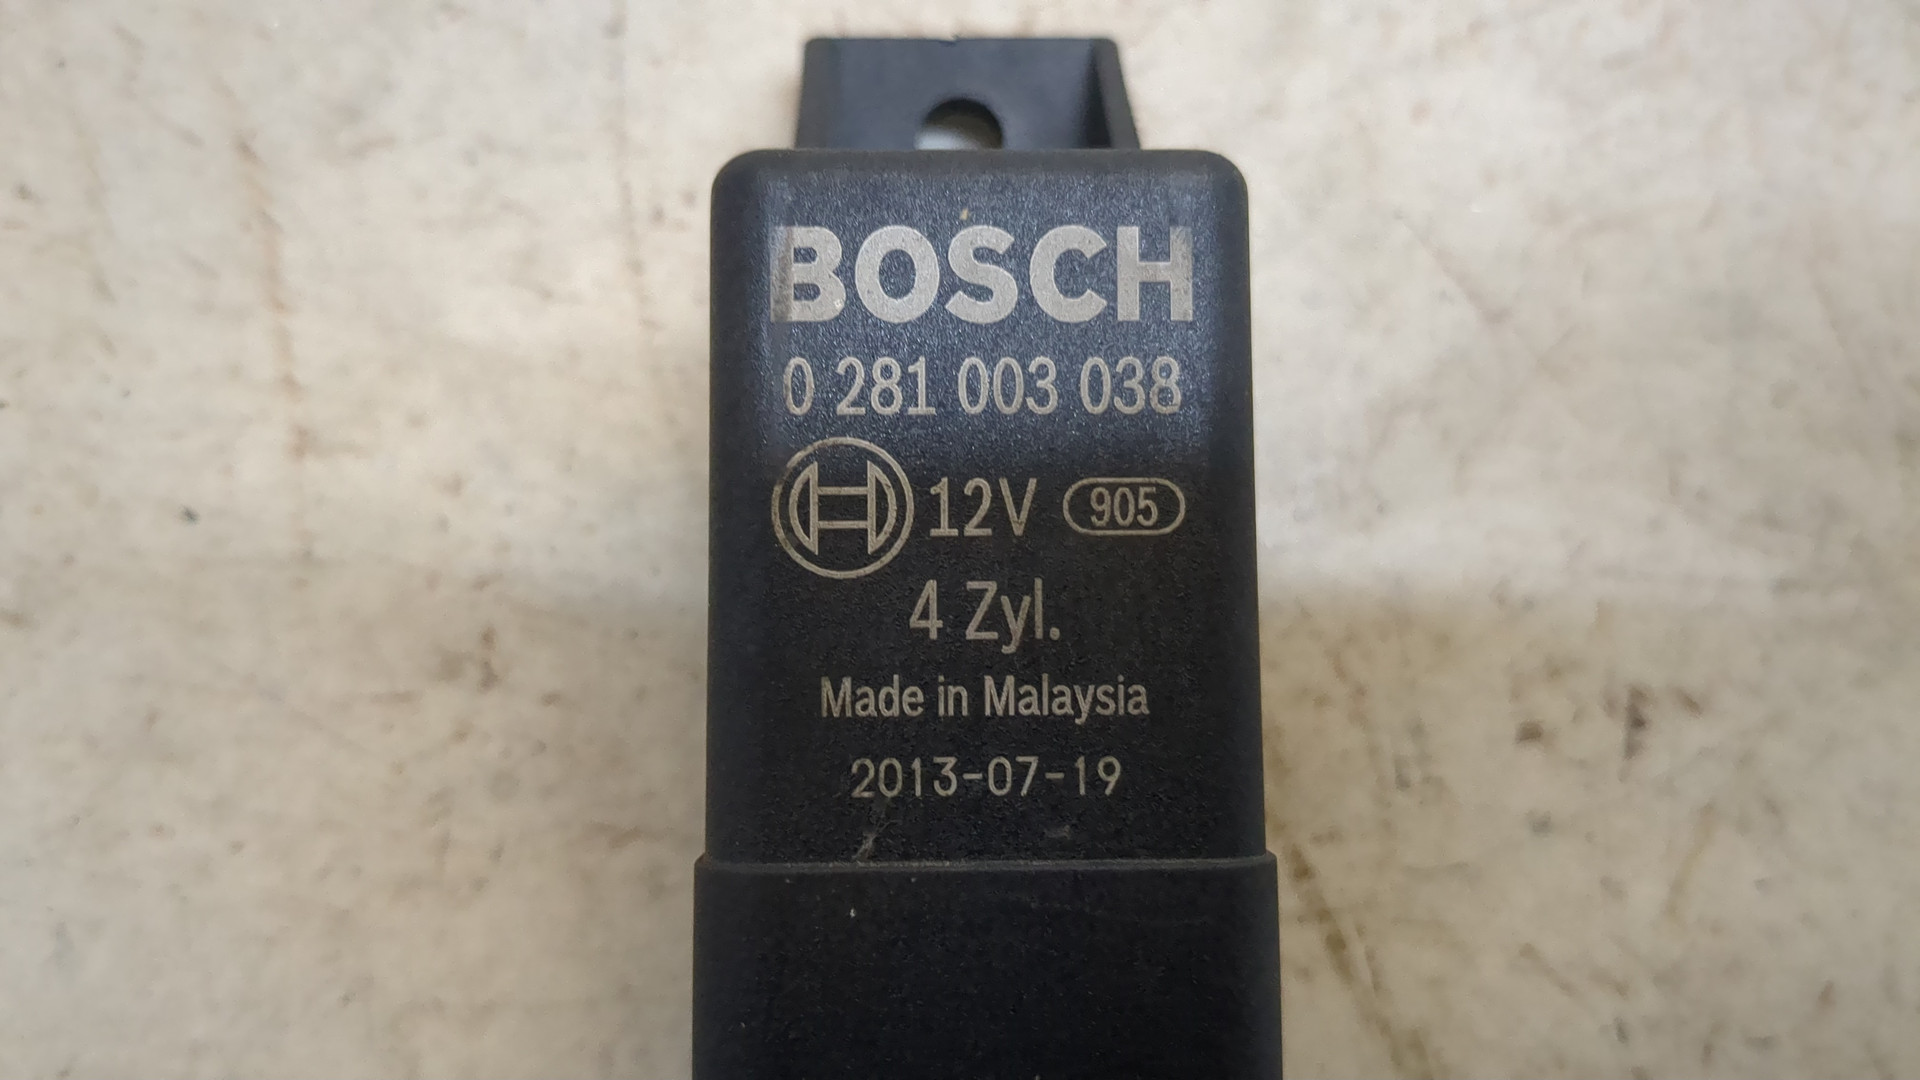 BOSCH
0 281 003 038
12V 905
4 Zyl.
Made in Malaysia
2013-07-19